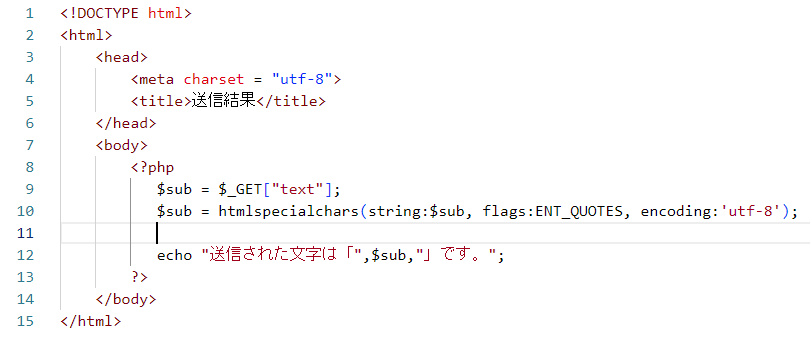 1 <!DOCTYPE html>
2 <html>
3 <head>
4 <meta charset = "utf-8">
5 <title>送信結果</title>
6 </head>
7 <body>
8 <?php
9 $sub = $_GET["text"];
10 $sub = htmlspecialchars(string:$sub, flags:ENT_QUOTES, encoding:'utf-8');
11
12 echo "送信された文字は「",$sub,"」です。";
13 ?>
14 </body>
15 </html>